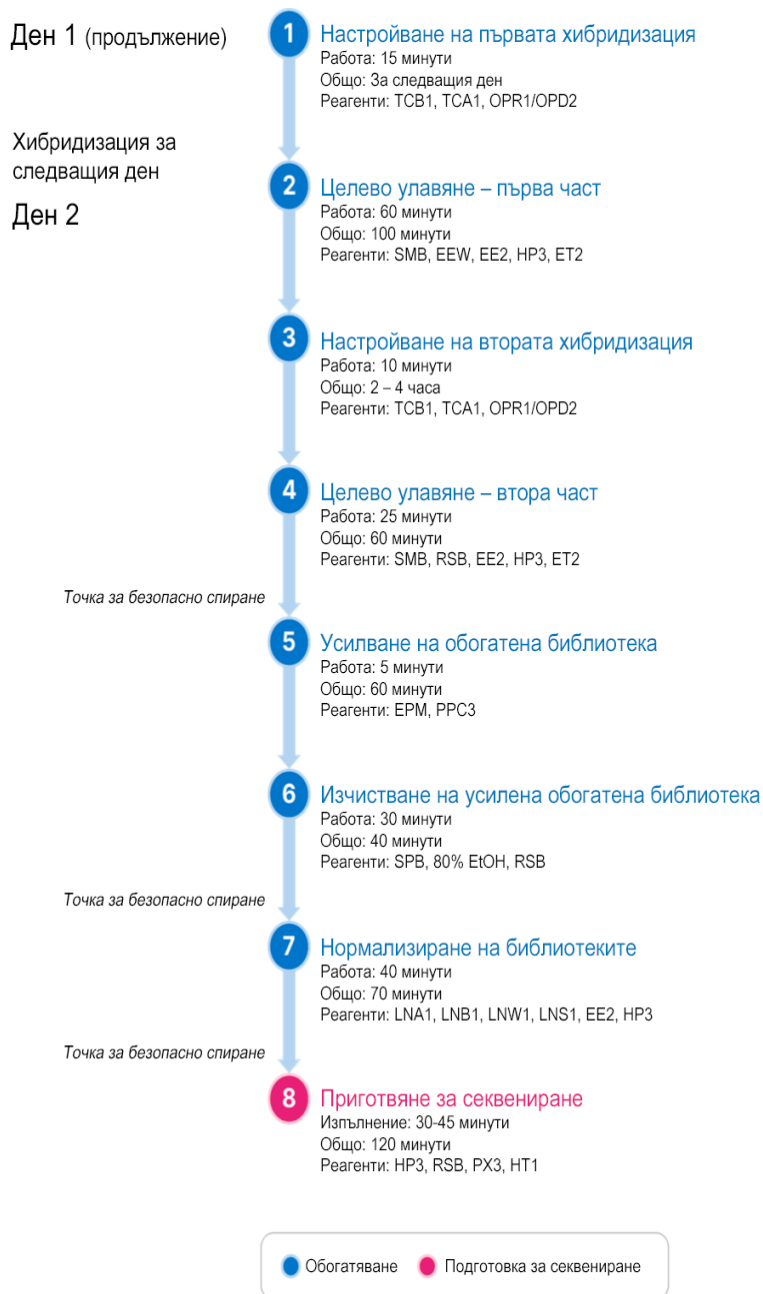 Ден 1 (продължение)
1
Настройване на първата хибридизация
Работа: 15 минути
Общо: За следващия ден
Реагенти: TCB1, TCA1, OPR1/OPD2
Хибридизация за
следващия ден
Ден 2
2
Целево улавяне – първа част
Работа: 60 минути
Общо: 100 минути
Реагенти: SMB, EEW, EE2, HP3, ET2
3
Настройване на втората хибридизация
Работа: 10 минути
Общо: 2 – 4 часа
Реагенти: TCB1, TCA1, OPR1/OPD2
4
Целево улавяне – втора част
Работа: 25 минути
Общо: 60 минути
Реагенти: SMB, RSB, EE2, HP3, ET2
Точка за безопасно спиране
5
Усилване на обогатена библиотека
Работа: 5 минути
Общо: 60 минути
Реагенти: EPM, PPC3
6
Изчистване на усилена обогатена библиотека
Работа: 30 минути
Общо: 40 минути
Реагенти: SPB, 80% EtOH, RSB
Точка за безопасно спиране
7
Нормализиране на библиотеките
Работа: 40 минути
Общо: 70 минути
Реагенти: LNA1, LNB1, LNW1, LNS1, EE2, HP3
Точка за безопасно спиране
8
Приготвяне за секвениране
Изпълнение: 30-45 минути
Общо: 120 минути
Реагенти: HP3, RSB, PX3, HT1
Обогатяване
Подготовка за секвениране